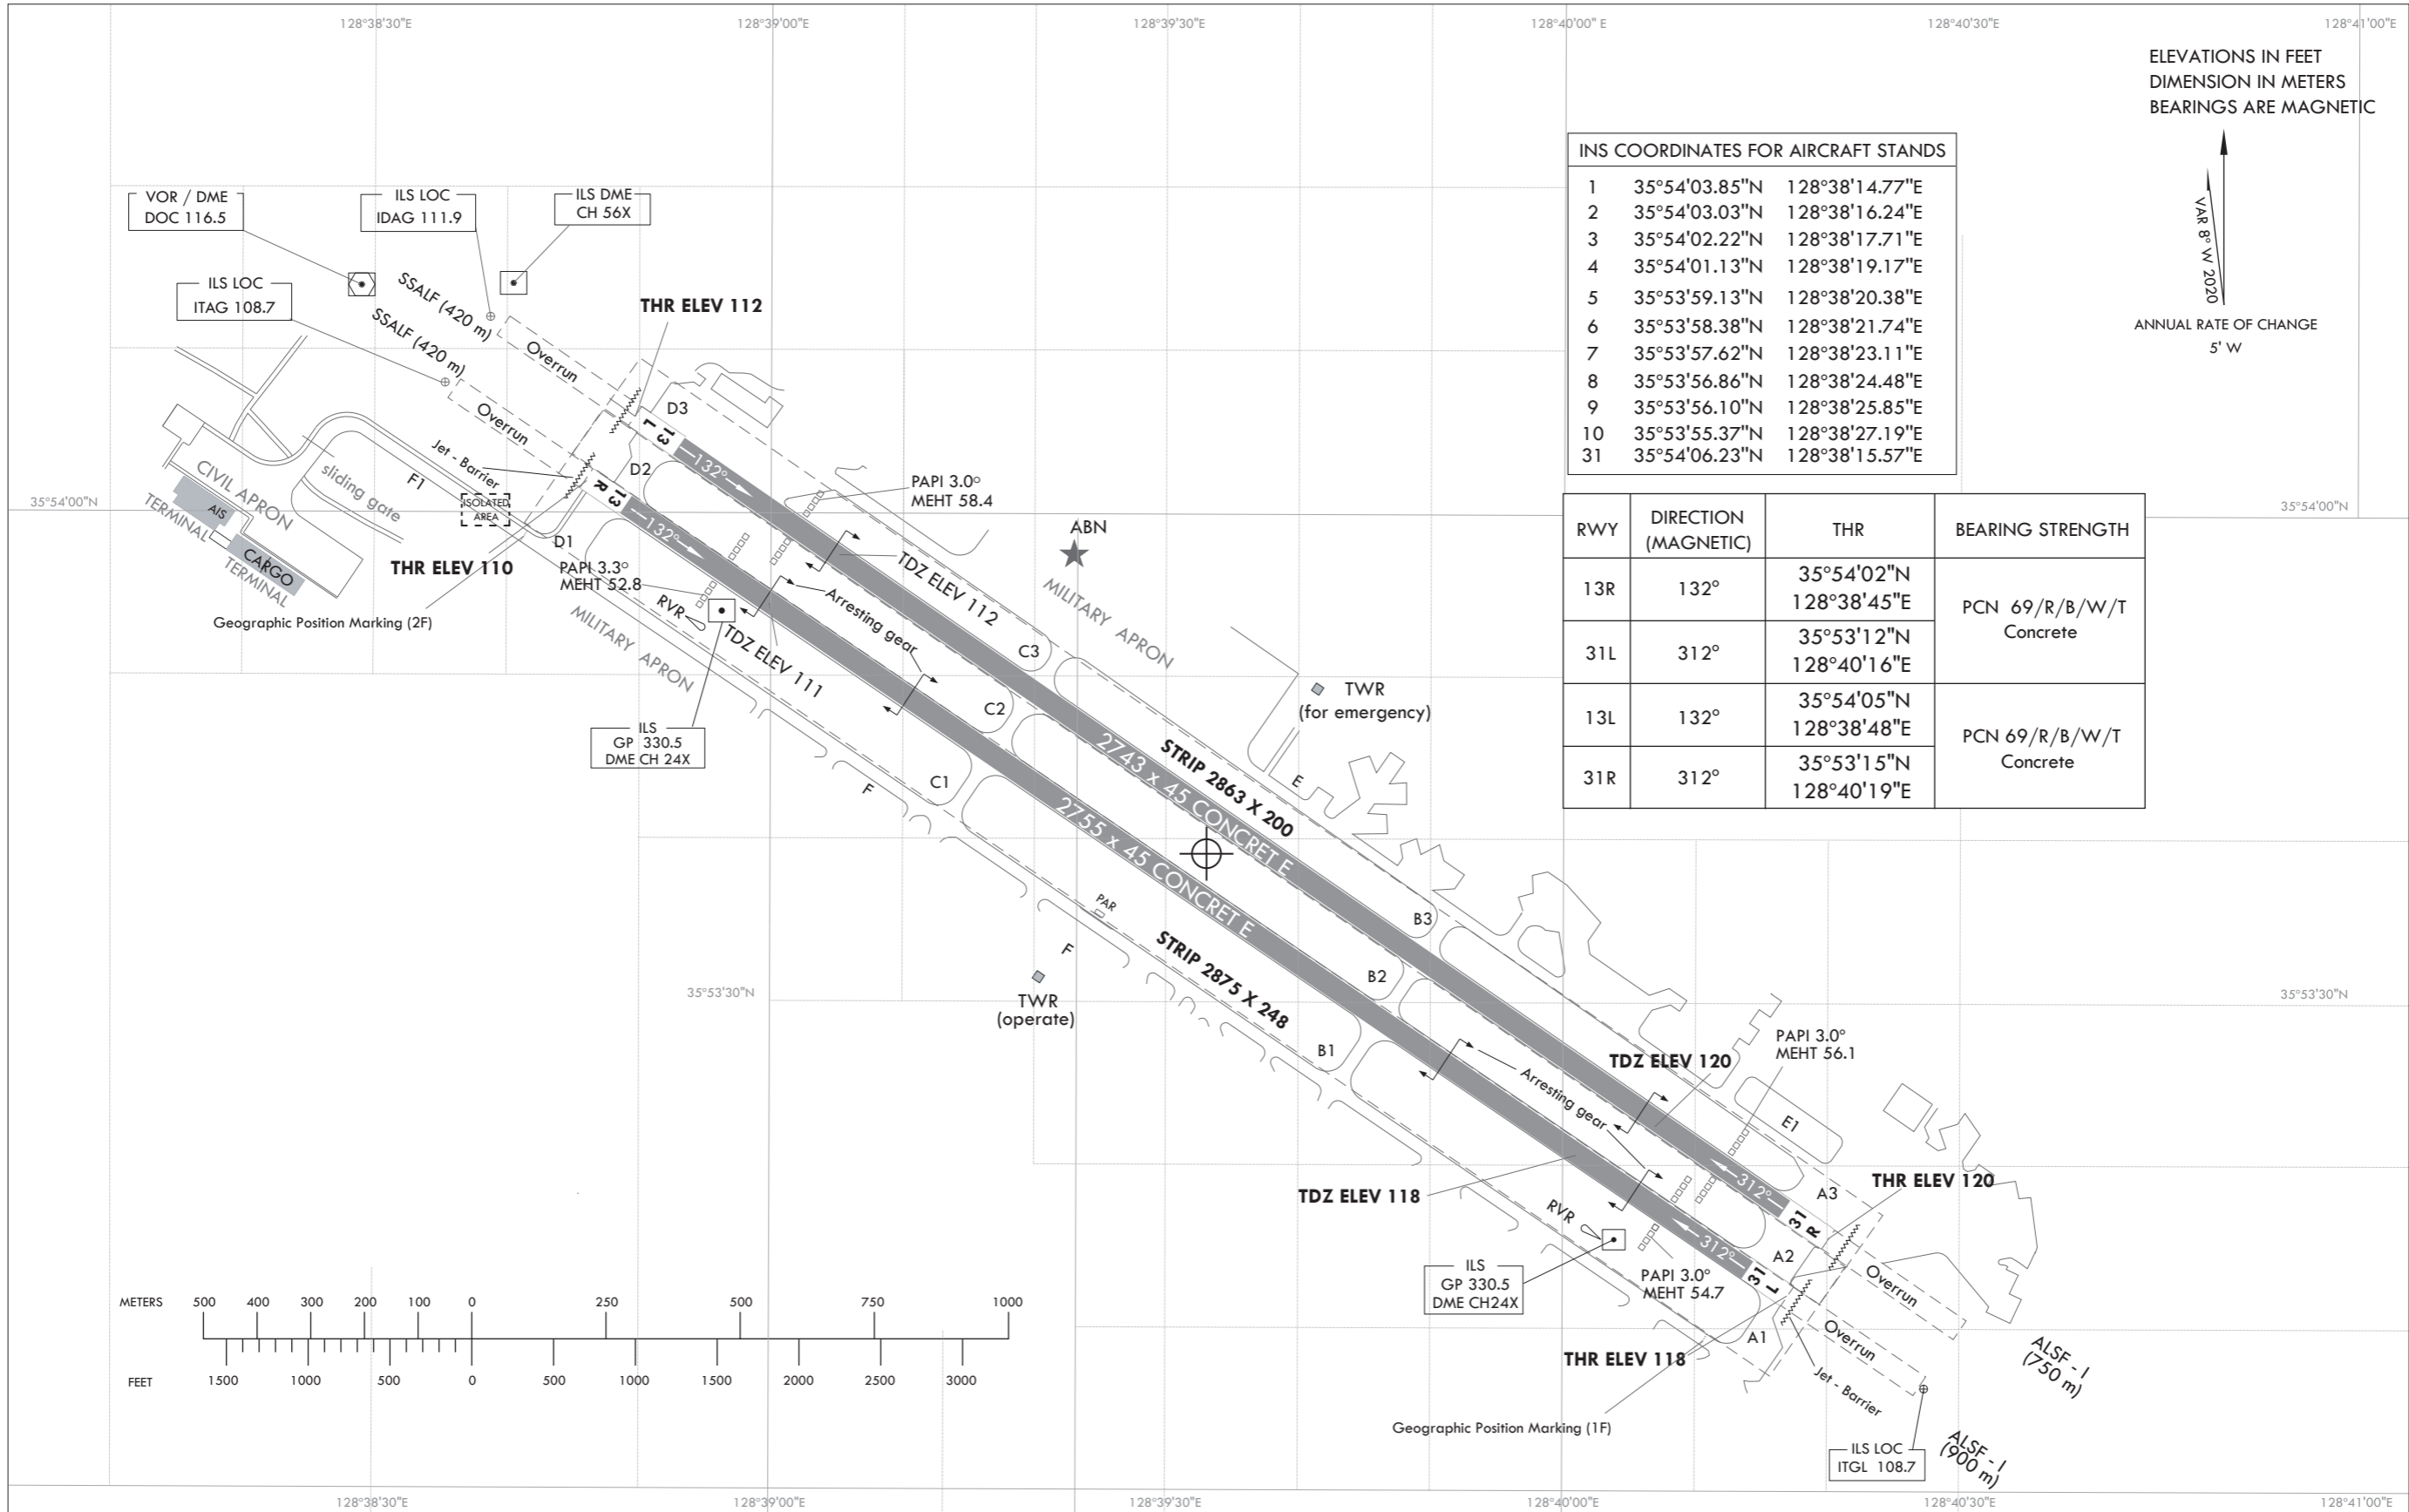 128°38'30"E
128°39'00"E
128°39'30"E
128°40'00" E
128°40'30"E
128°41'00"E
ELEVATIONS IN FEET
DIMENSION IN METERS
BEARINGS ARE MAGNETIC
VAR 8° W 2020
ANNUAL RATE OF CHANGE
5' W
INS COORDINATES FOR AIRCRAFT STANDS
1 35°54'03.85"N 128°38'14.77"E
2 35°54'03.03"N 128°38'16.24"E
3 35°54'02.22"N 128°38'17.71"E
4 35°54'01.13"N 128°38'19.17"E
5 35°53'59.13"N 128°38'20.38"E
6 35°53'58.38"N 128°38'21.74"E
7 35°53'57.62"N 128°38'23.11"E
8 35°53'56.86"N 128°38'24.48"E
9 35°53'56.10"N 128°38'25.85"E
10 35°53'55.37"N 128°38'27.19"E
31 35°54'06.23"N 128°38'15.57"E
RWY DIRECTION (MAGNETIC) THR BEARING STRENGTH
13R 132° 35°54'02"N 128°38'45"E
PCN 69/R/B/W/T
Concrete
31L 312° 35°53'12"N 128°40'16"E
13L 132° 35°54'05"N 128°38'48"E
PCN 69/R/B/W/T
Concrete
31R 312° 35°53'15"N 128°40'19"E
VOR / DME
DOC 116.5
ILS LOC
IDAG 111.9
ILS DME
CH 56X
ILS LOC
ITAG 108.7
SSALF (420 m)
SSALF (420 m)
THR ELEV 112
Overrun
Overrun
Jet - Barrier
D3
D2
D1
13
L
13
R
132°
132°
F1
sliding gate
ISOLATED
AREA
CIVIL APRON
AIS
TERMINAL
CARGO
TERMINAL
35°54'00"N
35°54'00"N
THR ELEV 110
Geographic Position Marking (2F)
PAPI 3.0°
MEHT 58.4
PAPI 3.3°
MEHT 52.8
RVR
ABN
MILITARY APRON
MILITARY APRON
TDZ ELEV 112
TDZ ELEV 111
Arresting gear
ILS
GP 330.5
DME CH 24X
C3
C2
C1
F
TWR
(for emergency)
E
STRIP 2863 X 200
2743 x 45 CONCRET E
2755 x 45 CONCRET E
STRIP 2875 X 248
PAR
F
TWR
(operate)
35°53'30"N
35°53'30"N
B3
B2
B1
TDZ ELEV 120
PAPI 3.0°
MEHT 56.1
Arresting gear
E1
TDZ ELEV 118
THR ELEV 120
312°
312°
31
R
31
L
A3
A2
A1
RVR
ILS
GP 330.5
DME CH24X
PAPI 3.0°
MEHT 54.7
Overrun
Overrun
THR ELEV 118
Jet - Barrier
ALSF - I
(750 m)
ALSF - I
(900 m)
Geographic Position Marking (1F)
ILS LOC
ITGL 108.7
METERS 500 400 300 200 100 0 250 500 750 1000
FEET 1500 1000 500 0 500 1000 1500 2000 2500 3000
128°38'30"E
128°39'00"E
128°39'30"E
128°40'00"E
128°40'30"E
128°41'00"E